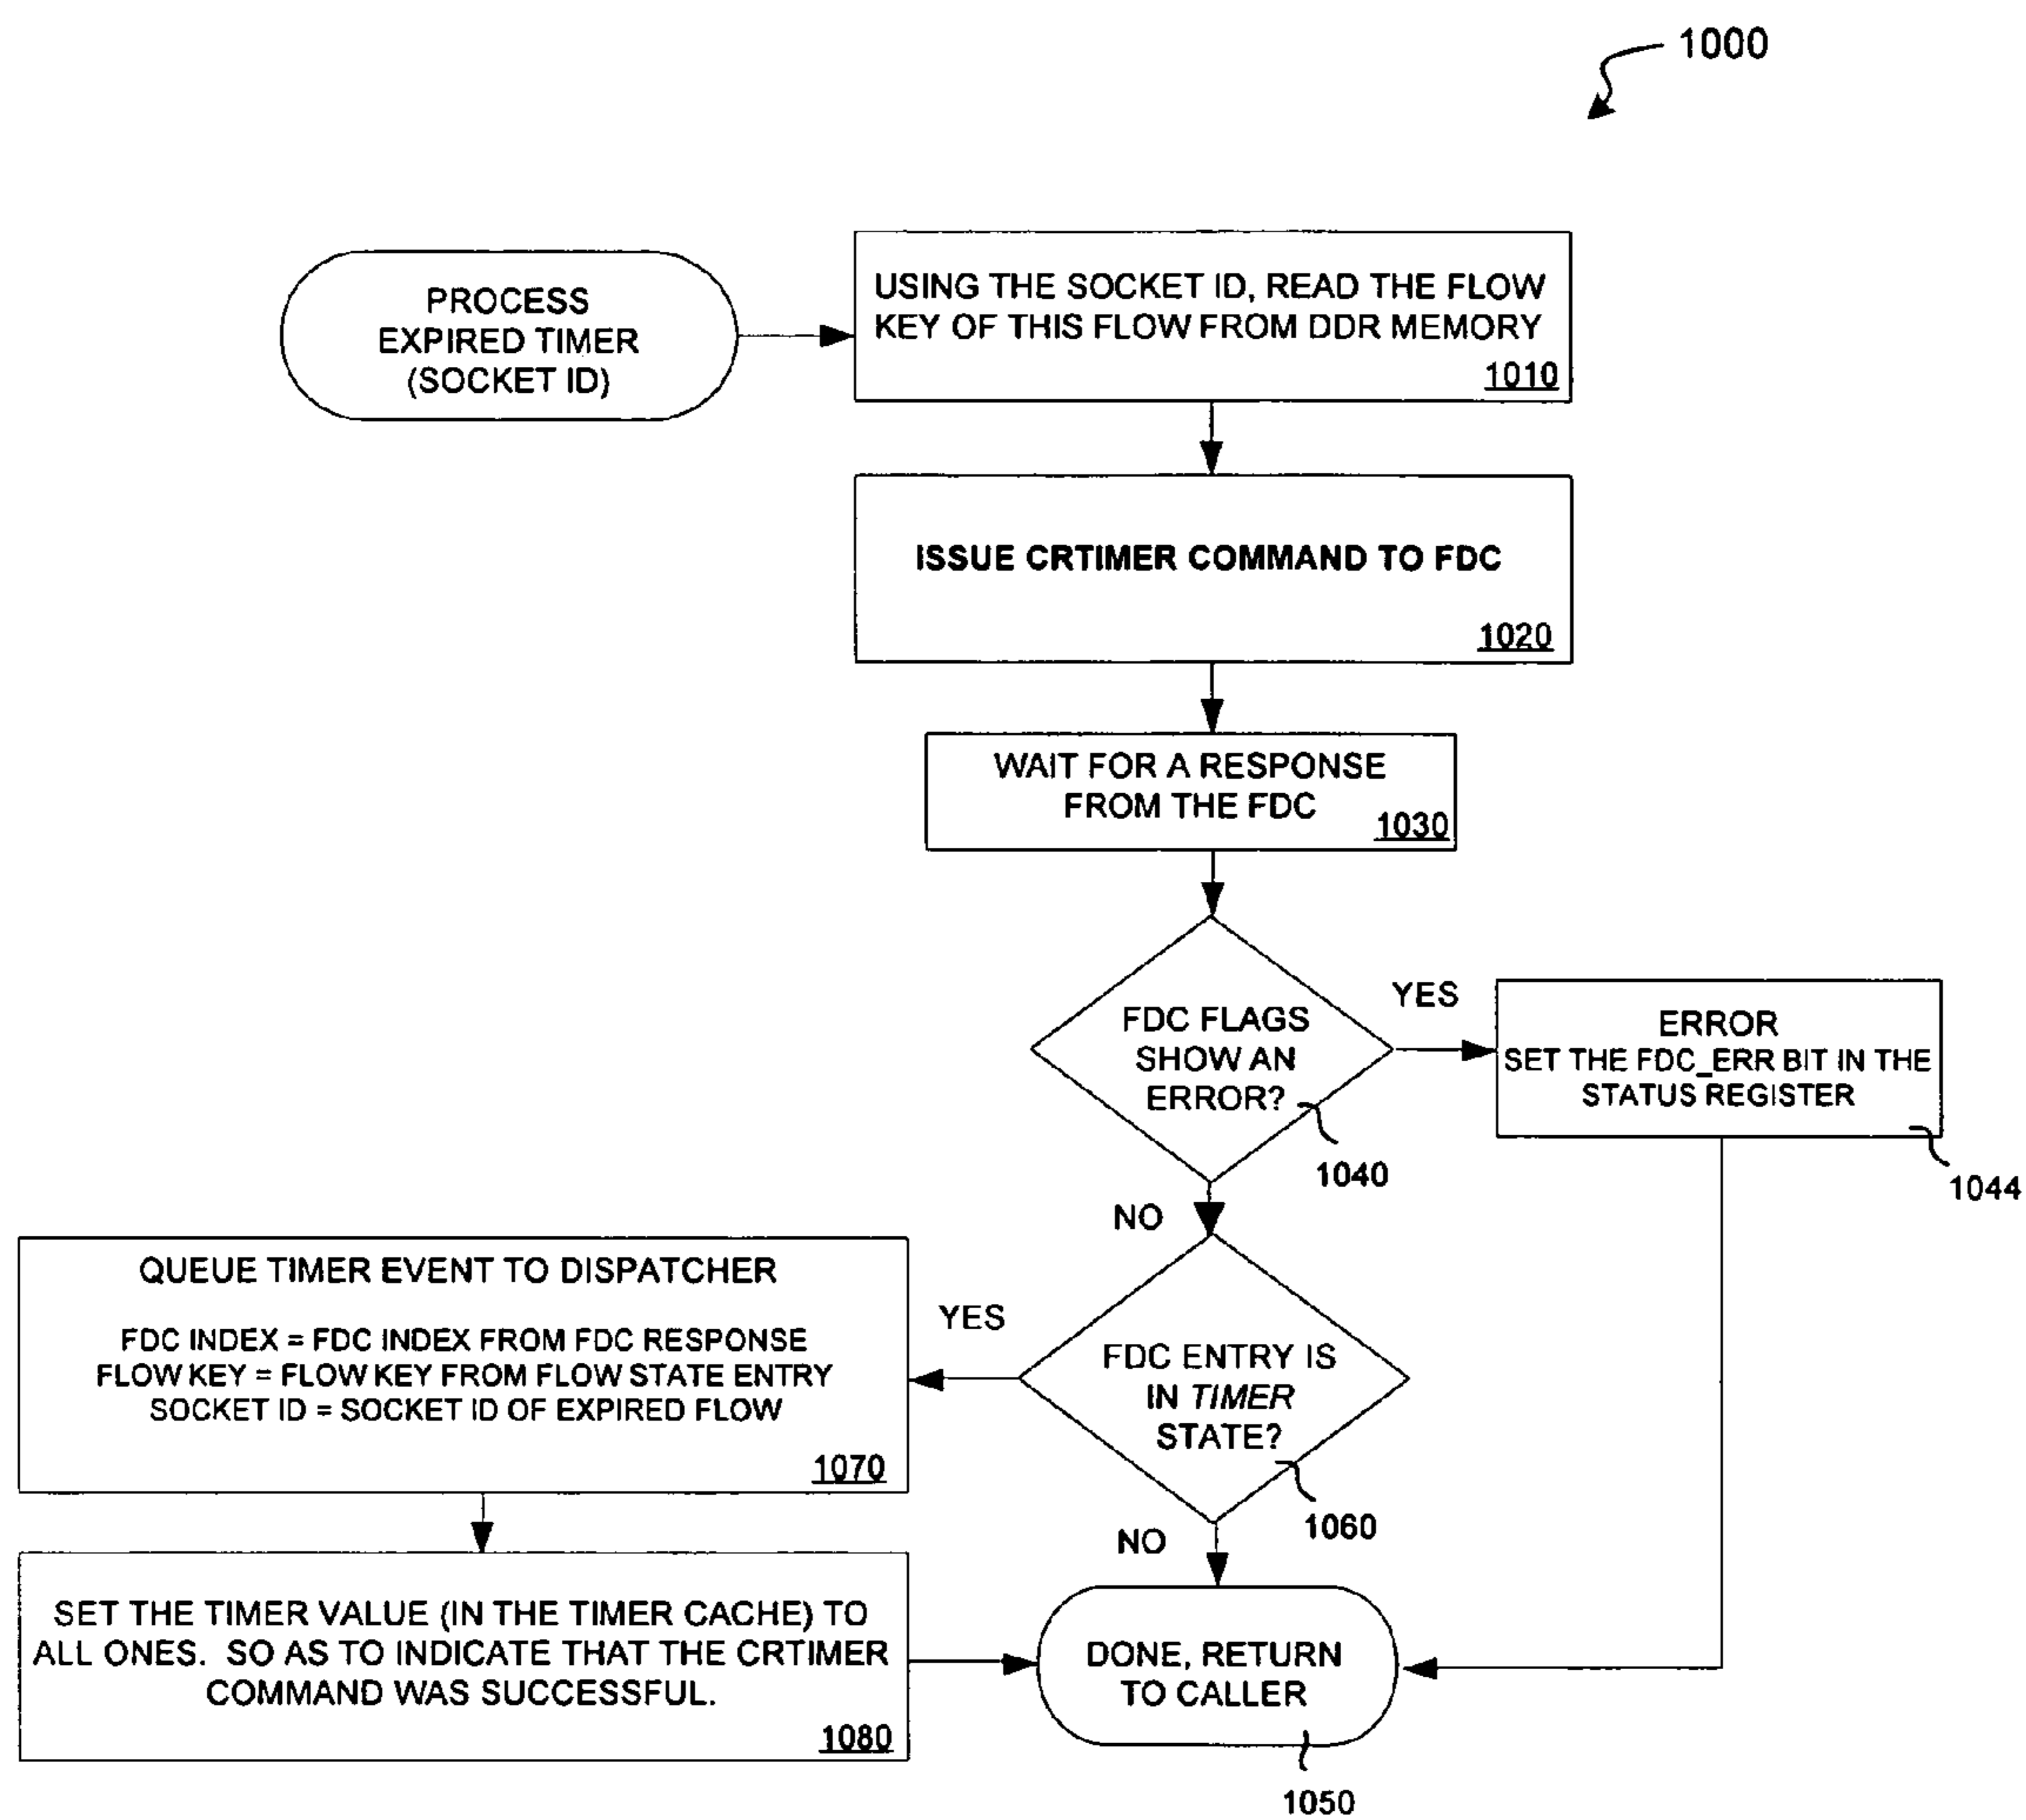 1000
PROCESS
EXPIRED TIMER
(SOCKET ID)
USING THE SOCKET ID, READ THE FLOW
KEY OF THIS FLOW FROM DDR MEMORY
1010
ISSUE CRTIMER COMMAND TO FDC
1020
WAIT FOR A RESPONSE
FROM THE FDC
1030
FDC FLAGS
SHOW AN
ERROR?
1040
YES
ERROR
SET THE FDC_ERR BIT IN THE
STATUS REGISTER
1044
NO
FDC ENTRY IS
IN TIMER
STATE?
1060
YES
QUEUE TIMER EVENT TO DISPATCHER
FDC INDEX = FDC INDEX FROM FDC RESPONSE
FLOW KEY = FLOW KEY FROM FLOW STATE ENTRY
SOCKET ID = SOCKET ID OF EXPIRED FLOW
1070
NO
SET THE TIMER VALUE (IN THE TIMER CACHE) TO
ALL ONES. SO AS TO INDICATE THAT THE CRTIMER
COMMAND WAS SUCCESSFUL.
1080
DONE, RETURN
TO CALLER
1050